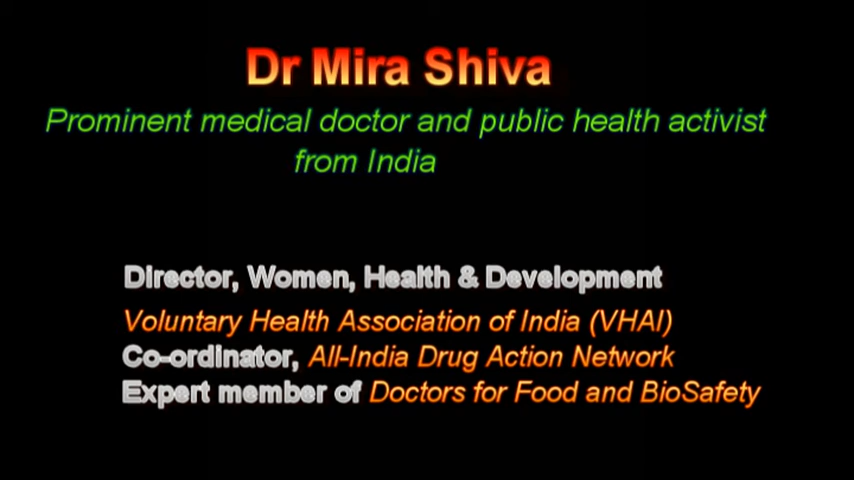 Dr Mira Shiva
Prominent medical doctor and public health activist
from India
Director, Women, Health & Development
Voluntary Health Association of India (VHAI)
Co-ordinator, All-India Drug Action Network
Expert member of Doctors for Food and BioSafety